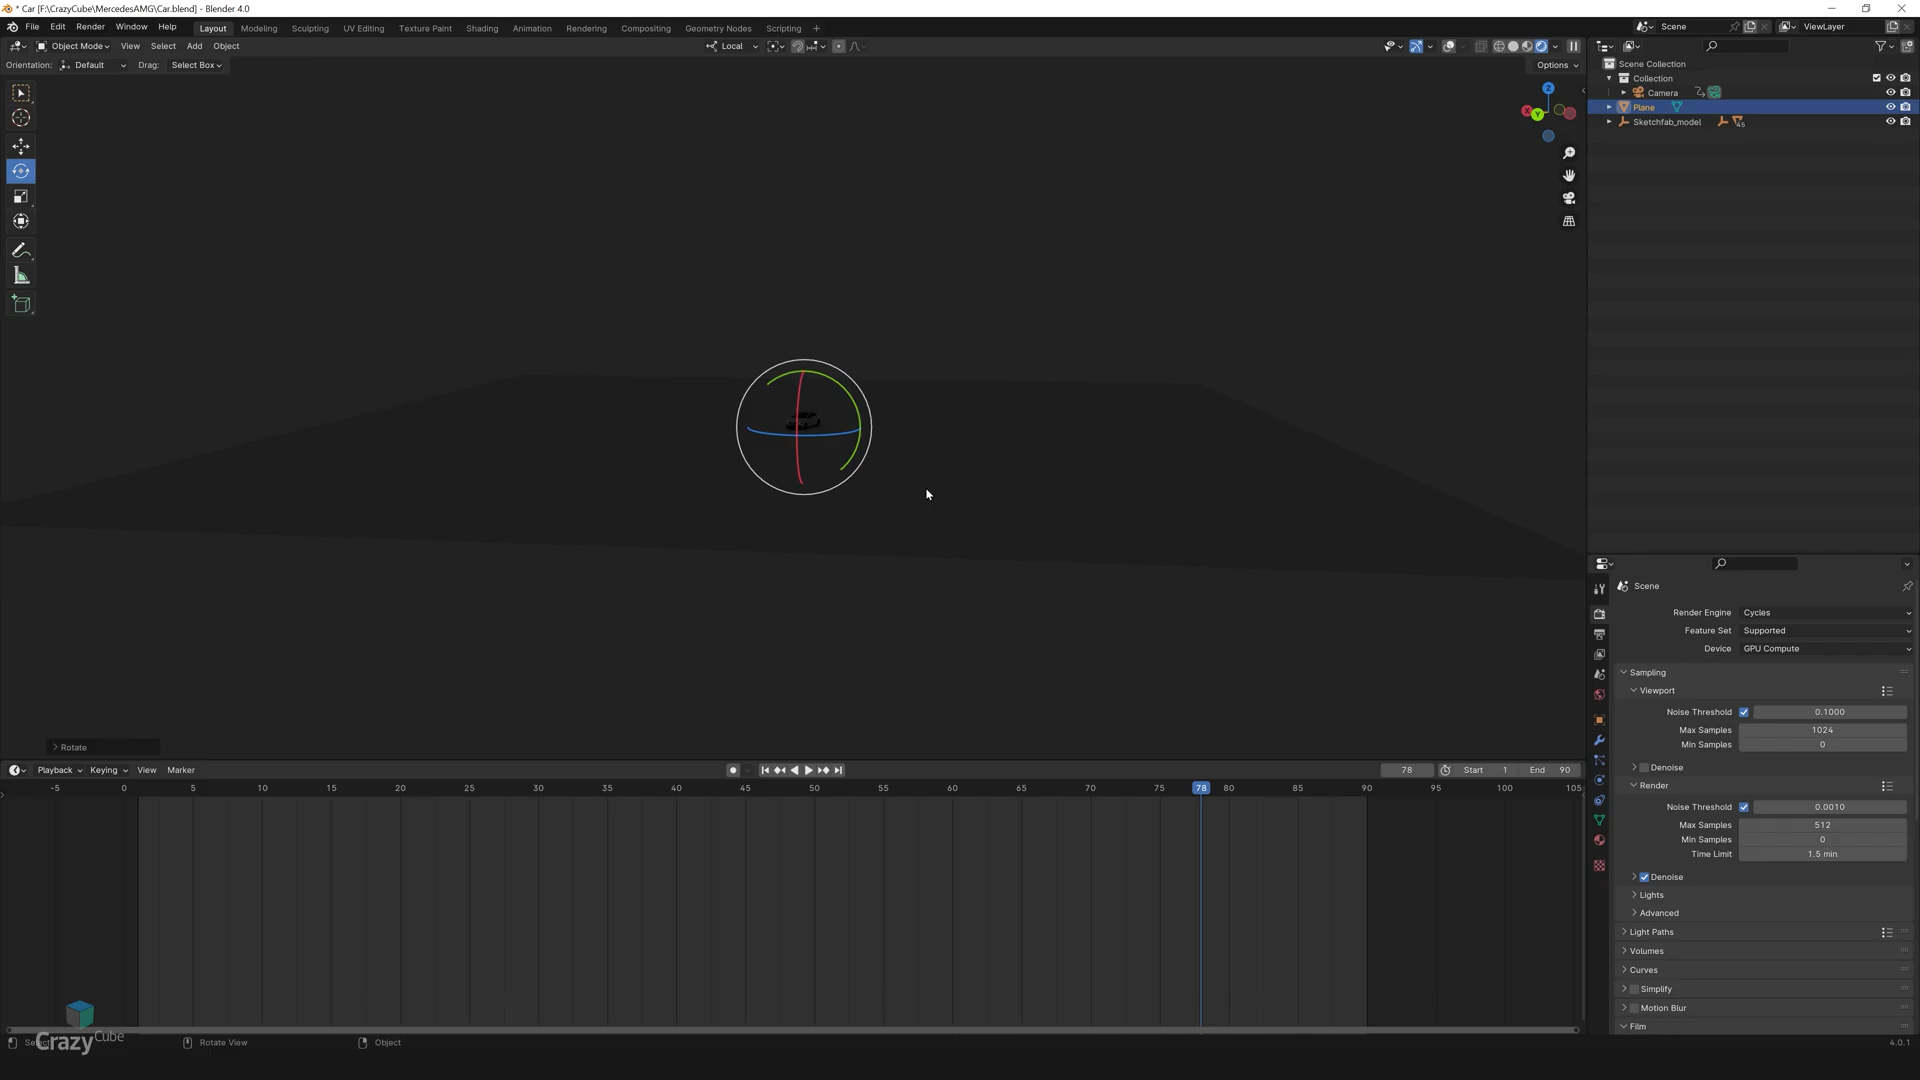 * Car [F:\CrazyCube\MercedesAMG\Car.blend] - Blender 4.0
File Edit Render Window Help Layout Modeling Sculpting UV Editing Texture Paint Shading Animation Rendering Compositing Geometry Nodes Scripting + Scene ViewLayer
Object Mode View Select Add Object Local
Orientation: Default Drag: Select Box Options
Scene Collection
Collection
Camera
Plane
Sketchfab_model 45
Z
X
Y
Scene
Render Engine Cycles
Feature Set Supported
Device GPU Compute
Sampling
Viewport
Noise Threshold 0.1000
Max Samples 1024
Min Samples 0
Denoise
Render
Noise Threshold 0.0010
Max Samples 512
Min Samples 0
Time Limit 1.5 min
Denoise
Lights
Advanced
Light Paths
Volumes
Curves
Simplify
Motion Blur
Film
Rotate
Playback Keying View Marker 78 Start 1 End 90
-5 0 5 10 15 20 25 30 35 40 45 50 55 60 65 70 75 78 80 85 90 95 100 105
CrazyCube
Rotate View Object 4.0.1